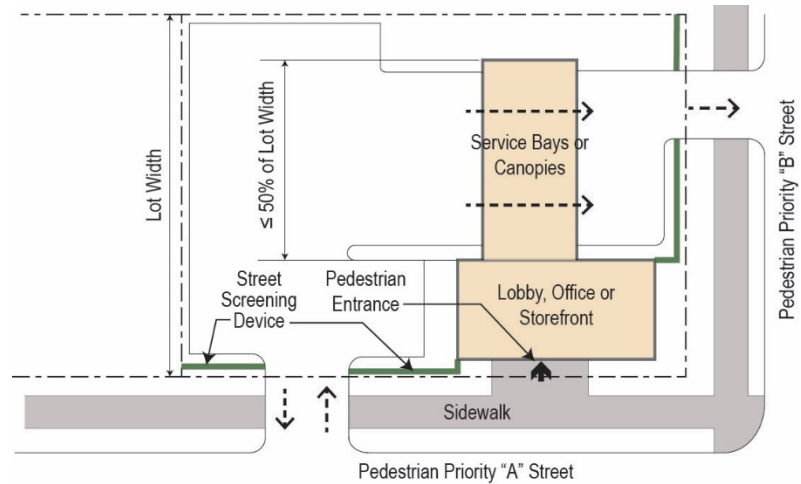 Lot Width
≤ 50% of Lot Width
Service Bays or
Canopies
Pedestrian Priority "B" Street
Street
Screening
Device
Pedestrian
Entrance
Lobby, Office or
Storefront
Sidewalk
Pedestrian Priority "A" Street